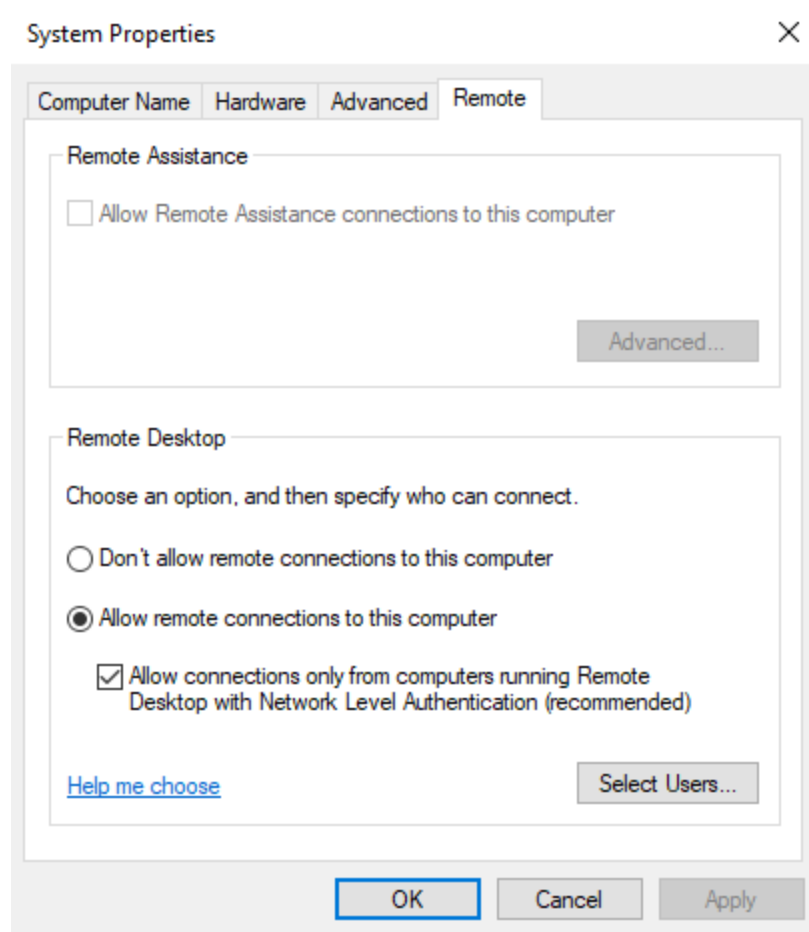 System Properties
Computer Name
Hardware
Advanced
Remote
Remote Assistance
Allow Remote Assistance connections to this computer
Advanced...
Remote Desktop
Choose an option, and then specify who can connect.
Don't allow remote connections to this computer
Allow remote connections to this computer
Allow connections only from computers running Remote
Desktop with Network Level Authentication (recommended)
Help me choose
Select Users...
OK
Cancel
Apply